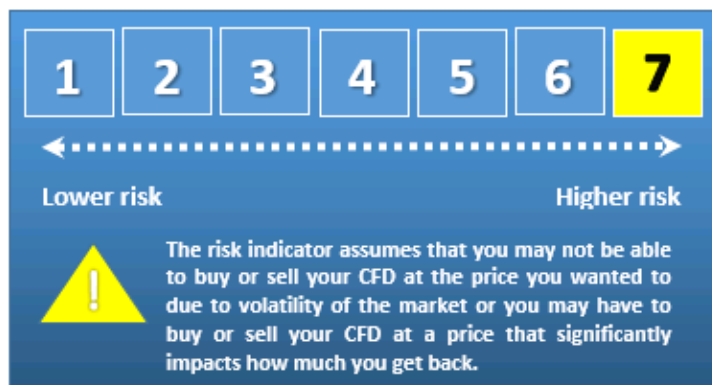 1 2 3 4 5 6 7
Lower risk Higher risk
!
The risk indicator assumes that you may not be able
to buy or sell your CFD at the price you wanted to
due to volatility of the market or you may have to
buy or sell your CFD at a price that significantly
impacts how much you get back.